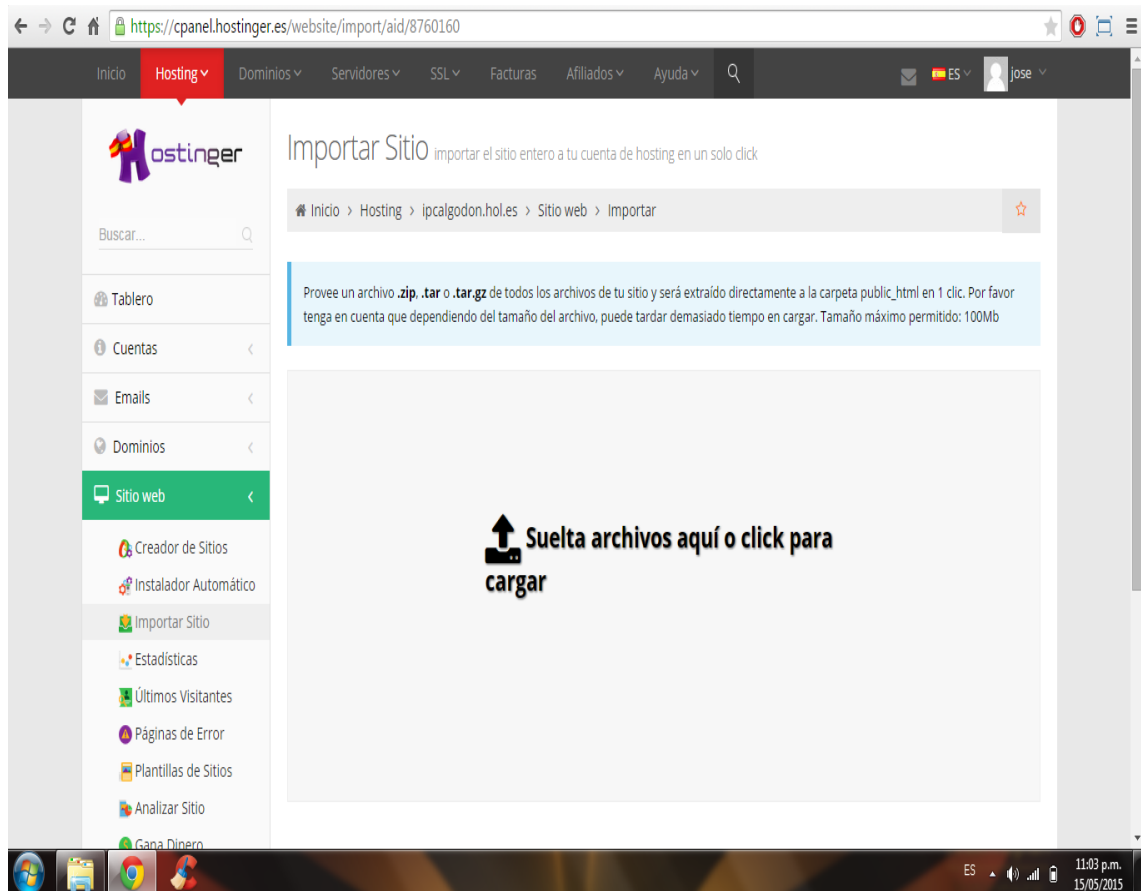 https://cpanel.hostinger.es/website/import/aid/8760160
Inicio Hosting Dominios Servidores SSL Facturas Afiliados Ayuda ES jose
Hostinger
Importar Sitio importar el sitio entero a tu cuenta de hosting en un solo click
Inicio > Hosting > ipcalgodon.hol.es > Sitio web > Importar
Buscar...
Provee un archivo .zip, .tar o .tar.gz de todos los archivos de tu sitio y será extraído directamente a la carpeta public_html en 1 clic. Por favor
tenga en cuenta que dependiendo del tamaño del archivo, puede tardar demasiado tiempo en cargar. Tamaño máximo permitido: 100Mb
Tablero
Cuentas
Emails
Dominios
Sitio web
Creador de Sitios
Instalador Automático
Importar Sitio
Estadísticas
Últimos Visitantes
Páginas de Error
Plantillas de Sitios
Analizar Sitio
Gana Dinero
Suelta archivos aquí o click para
cargar
ES
11:03 p.m.
15/05/2015